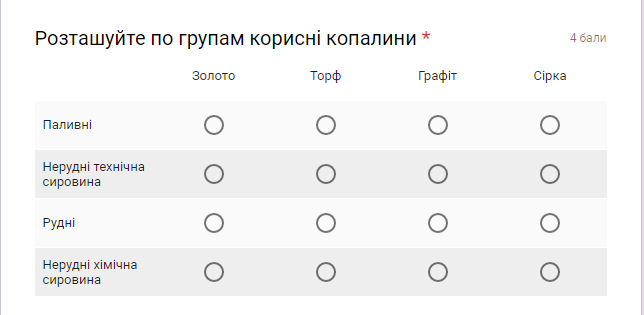 Розташуйте по групам корисні копалини *
4 бали
Золото Торф Графіт Сірка
Паливні
Нерудні технічна
сировина
Рудні
Нерудні хімічна
сировина